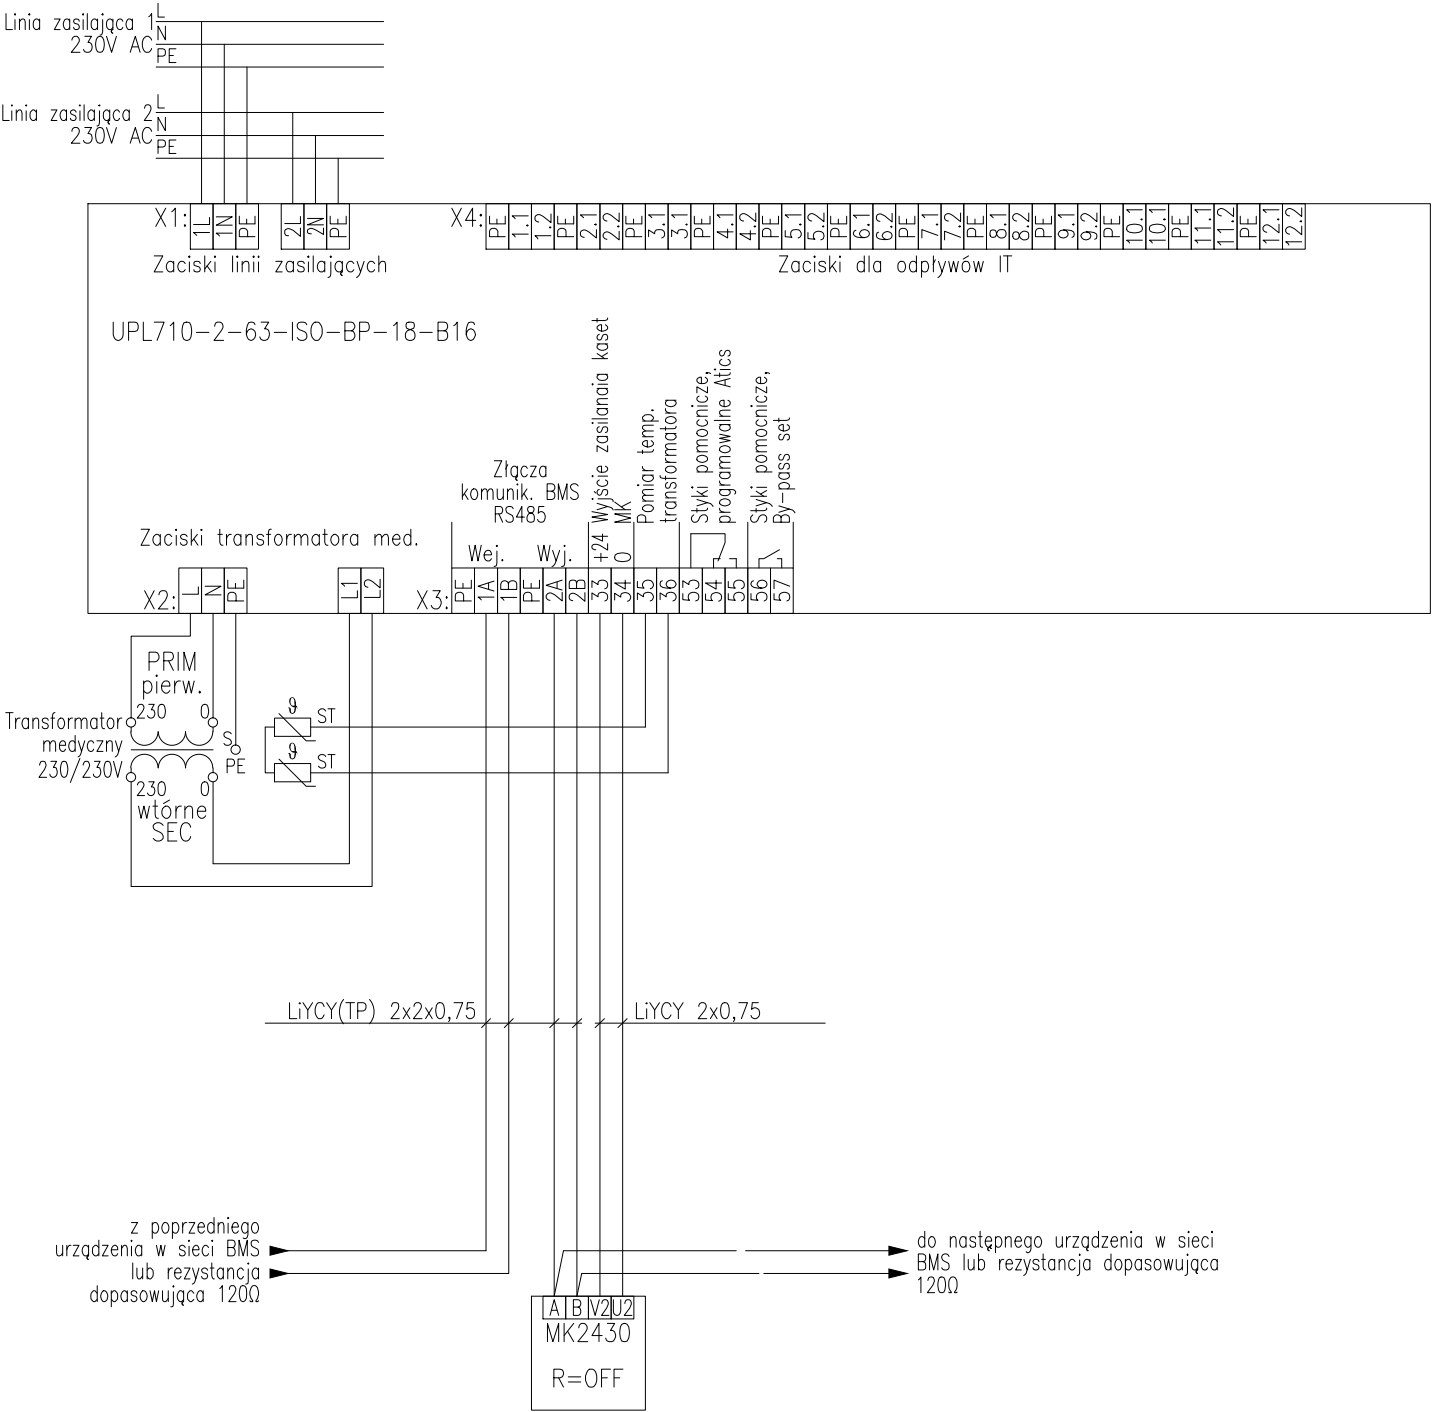 Linia zasilająca 1
230V AC
L
N
PE
Linia zasilająca 2
230V AC
L
N
PE
X1:
1L
1N
PE
2L
2N
PE
Zaciski linii zasilających
X4:
PE
1.1
1.2
PE
2.1
2.2
PE
3.1
3.1
PE
4.1
4.2
PE
5.1
5.2
PE
6.1
6.2
PE
7.1
7.2
PE
8.1
8.2
PE
9.1
9.2
PE
10.1
10.1
PE
11.1
11.2
PE
12.1
12.2
Zaciski dla odpływów IT
UPL710-2-63-ISO-BP-18-B16
Złącza
komunik. BMS
RS485
Wej.
Wyj.
+24 Wyjście zasilanaia kaset
0 MK
Pomiar temp.
transformatora
Styki pomocnicze,
programowalne Atics
Styki pomocnicze,
By-pass set
Zaciski transformatora med.
X2:
L
N
PE
L1
L2
X3:
PE
1A
1B
PE
2A
2B
33
34
35
36
53
54
55
56
57
PRIM
pierw.
230
0
Transformator
medyczny
230/230V
S
PE
230
0
wtórne
SEC
ϑ
ST
ϑ
ST
LiYCY(TP) 2x2x0,75
LiYCY 2x0,75
z poprzedniego
urządzenia w sieci BMS
lub rezystancja
dopasowująca 120Ω
do następnego urządzenia w sieci
BMS lub rezystancja dopasowująca
120Ω
A
B
V2
U2
MK2430
R=OFF